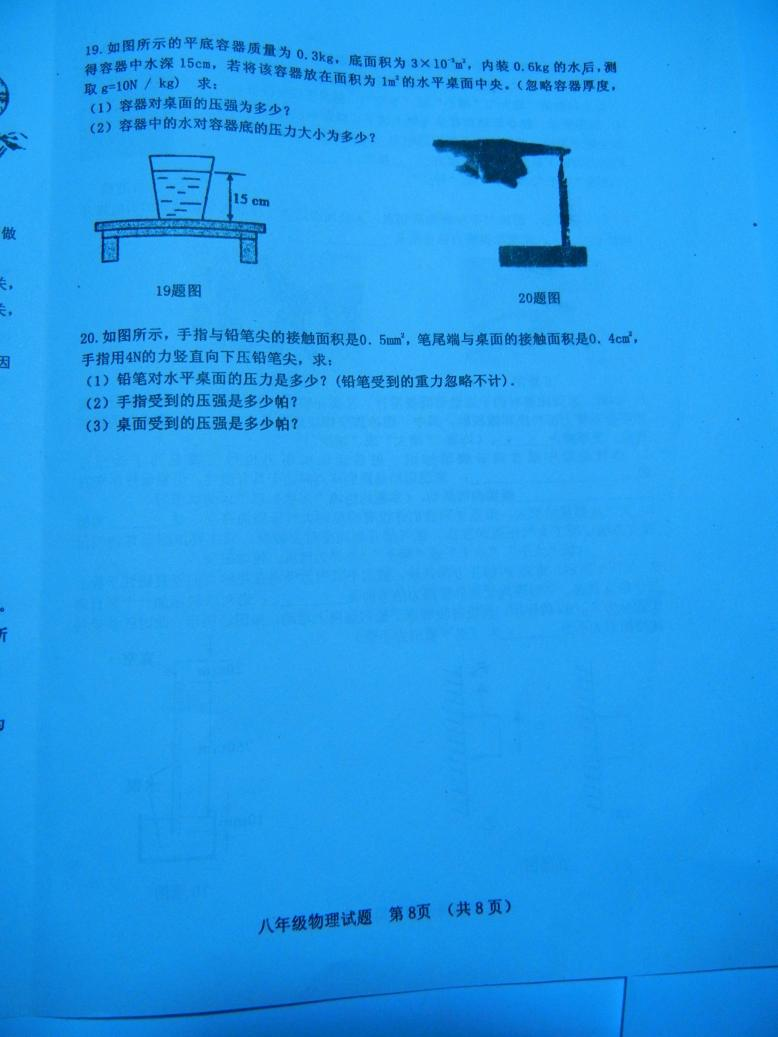 19.如图所示的平底容器质量为 0.3kg，底面积为 3×10⁻³m²，内装 0.6kg 的水后,测
得容器中水深 15cm，若将该容器放在面积为 1m²的水平桌面中央。(忽略容器厚度，
取 g=10N / kg) 求：
(1) 容器对桌面的压强为多少?
(2) 容器中的水对容器底的压力大小为多少?
15 cm
19题图
20题图
20.如图所示，手指与铅笔尖的接触面积是0．5mm²，笔尾端与桌面的接触面积是0．4cm²，
手指用4N的力竖直向下压铅笔尖，求：
(1) 铅笔对水平桌面的压力是多少？(铅笔受到的重力忽略不计).
(2) 手指受到的压强是多少帕?
(3) 桌面受到的压强是多少帕?
做
因
八年级物理试题 第 8页 (共 8 页)